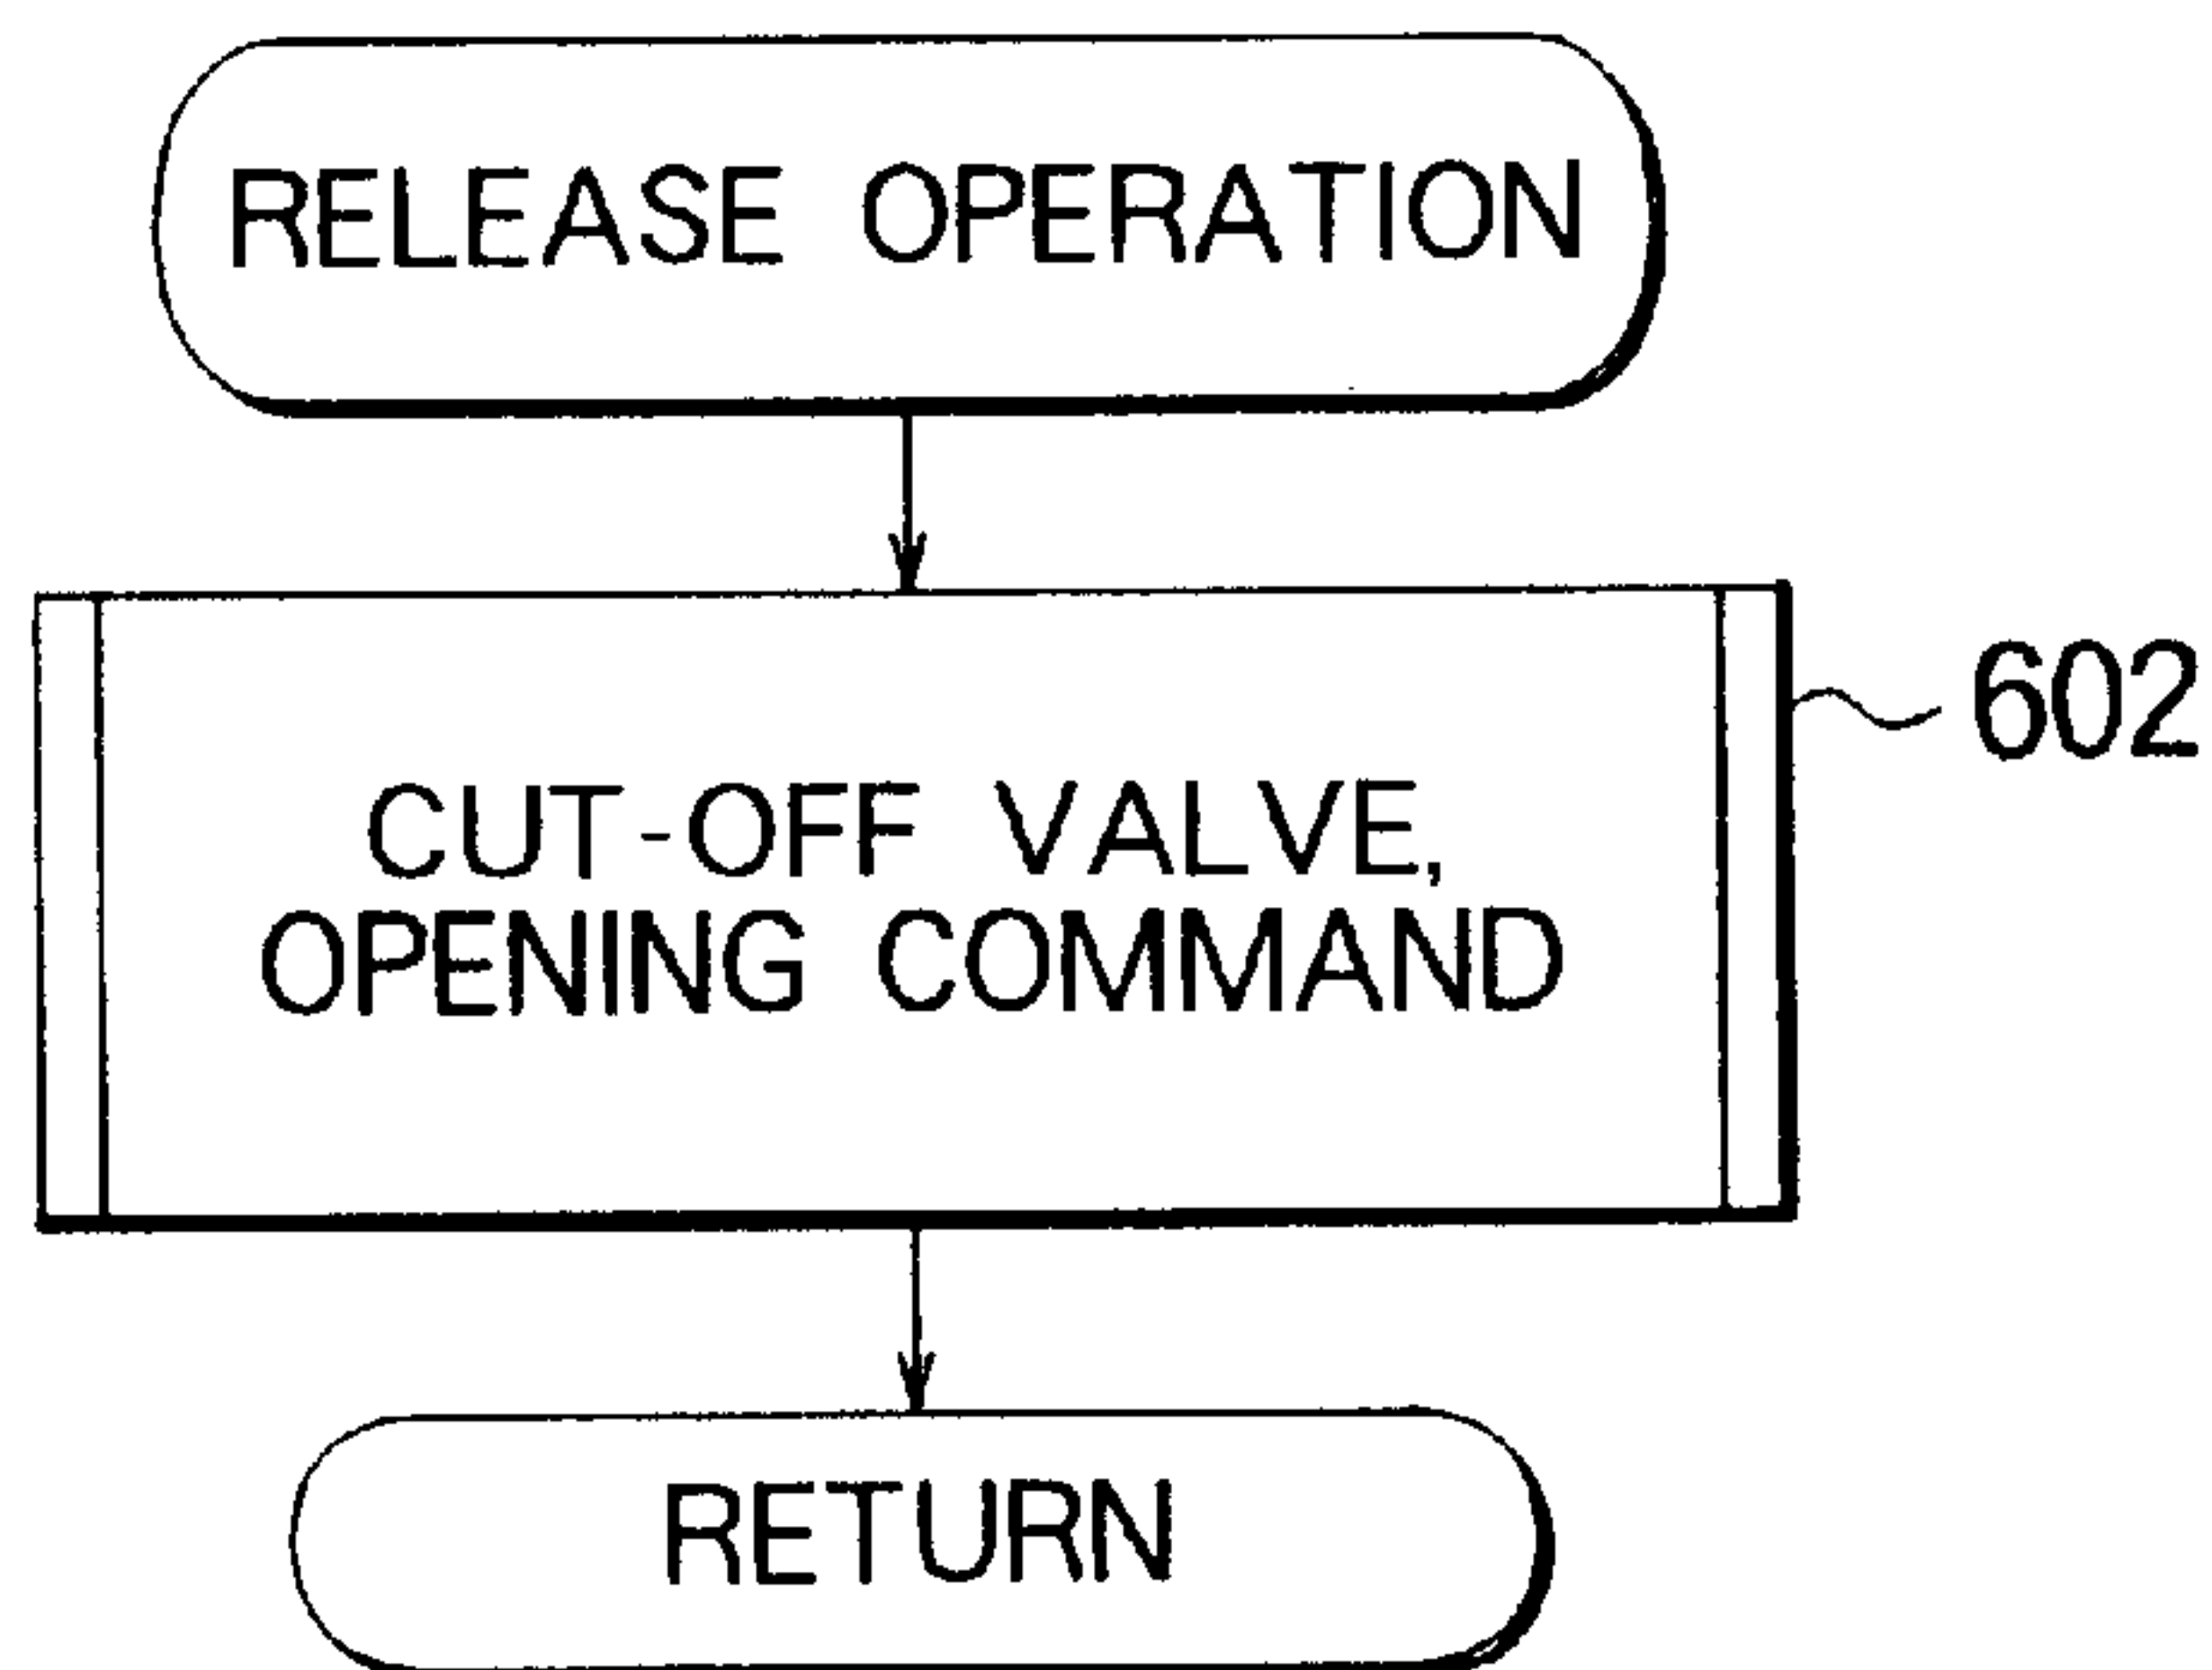 RELEASE OPERATION
602
CUT-OFF VALVE,
OPENING COMMAND
RETURN